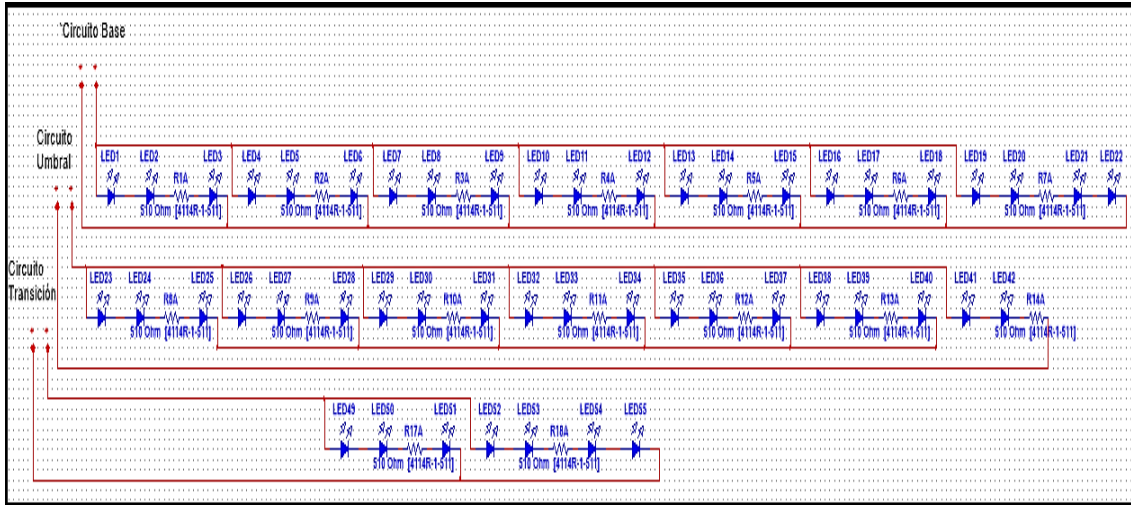 'Circuito Base
Circuito
Umbral
LED1 LED2 LED3 LED4 LED5 LED6 LED7 LED8 LED9 LED10 LED11 LED12 LED13 LED14 LED15 LED16 LED17 LED18 LED19 LED20 LED21 LED22
R1A R2A R3A R4A R5A R6A R7A
510 Ohm [4114R-1-511] 510 Ohm [4114R-1-511] 510 Ohm [4114R-1-511] 510 Ohm [4114R-1-511] 510 Ohm [4114R-1-511] 510 Ohm [4114R-1-511] 510 Ohm [4114R-1-511]
Circuito
Transición
LED23 LED24 LED25 LED26 LED27 LED28 LED29 LED30 LED31 LED32 LED33 LED34 LED35 LED36 LED37 LED38 LED39 LED40 LED41 LED42
R8A R9A R10A R11A R12A R13A R14A
510 Ohm [4114R-1-511] 510 Ohm [4114R-1-511] 510 Ohm [4114R-1-511] 510 Ohm [4114R-1-511] 510 Ohm [4114R-1-511] 510 Ohm [4114R-1-511] 510 Ohm [4114R-1-511]
LED49 LED50 LED51 LED52 LED53 LED54 LED55
R17A R18A
510 Ohm [4114R-1-511] 510 Ohm [4114R-1-511]